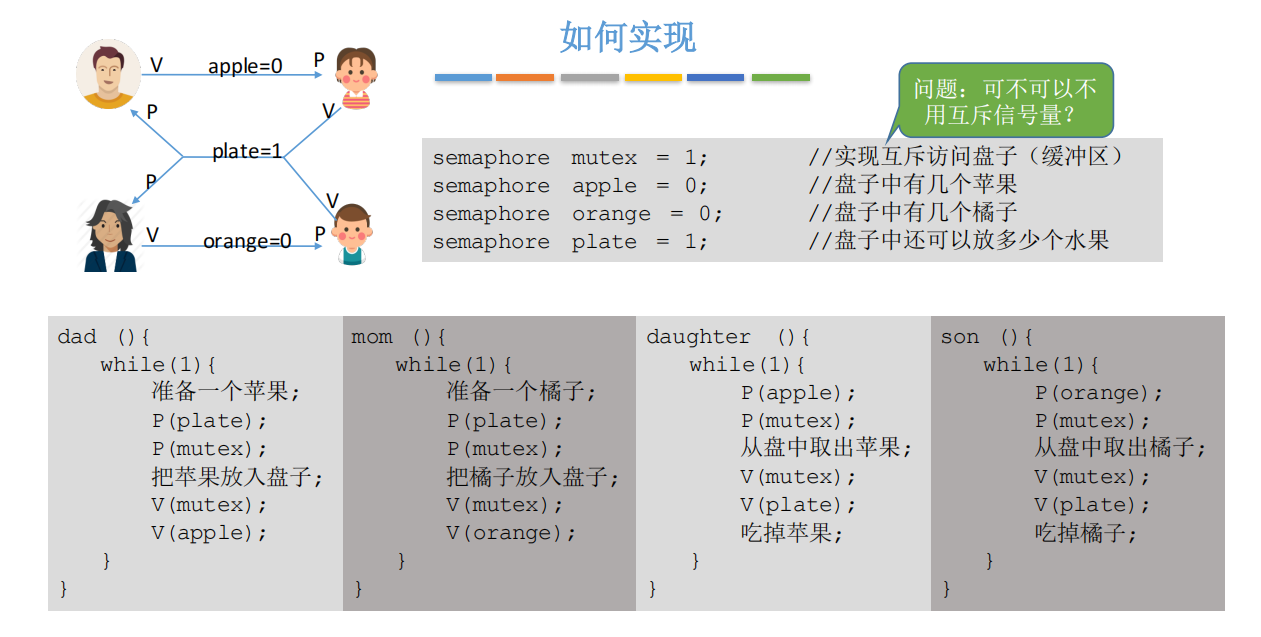 如何实现
V apple=0 P
P V
plate=1
P V
V orange=0 P
问题：可不可以不
用互斥信号量？
semaphore mutex = 1; //实现互斥访问盘子（缓冲区）
semaphore apple = 0; //盘子中有几个苹果
semaphore orange = 0; //盘子中有几个橘子
semaphore plate = 1; //盘子中还可以放多少个水果
dad (){
while(1){
准备一个苹果;
P(plate);
P(mutex);
把苹果放入盘子;
V(mutex);
V(apple);
}
}
mom (){
while(1){
准备一个橘子;
P(plate);
P(mutex);
把橘子放入盘子;
V(mutex);
V(orange);
}
}
daughter (){
while(1){
P(apple);
P(mutex);
从盘中取出苹果;
V(mutex);
V(plate);
吃掉苹果;
}
}
son (){
while(1){
P(orange);
P(mutex);
从盘中取出橘子;
V(mutex);
V(plate);
吃掉橘子;
}
}